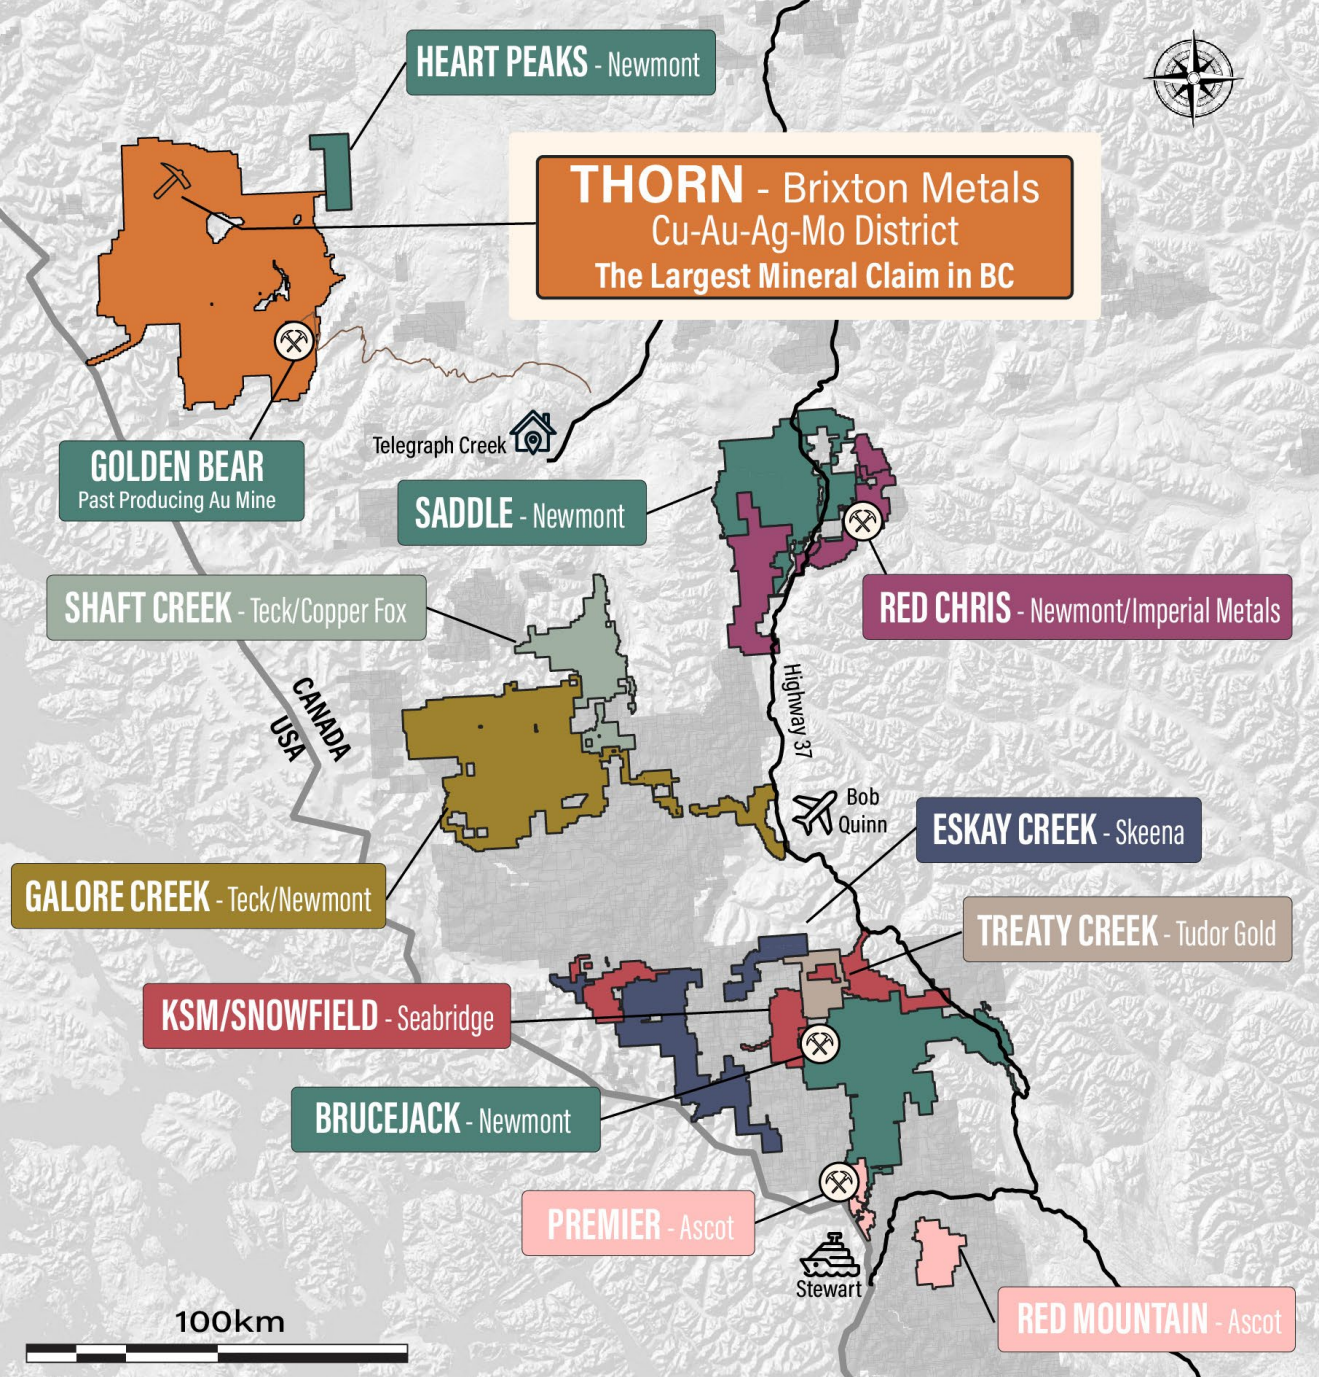 HEART PEAKS - Newmont
THORN - Brixton Metals
Cu-Au-Ag-Mo District
The Largest Mineral Claim in BC
Telegraph Creek
GOLDEN BEAR
Past Producing Au Mine
SADDLE - Newmont
SHAFT CREEK - Teck/Copper Fox
RED CHRIS - Newmont/Imperial Metals
CANADA
USA
Highway 37
Bob
Quinn
ESKAY CREEK - Skeena
GALORE CREEK - Teck/Newmont
TREATY CREEK - Tudor Gold
KSM/SNOWFIELD - Seabridge
BRUCEJACK - Newmont
PREMIER - Ascot
Stewart
RED MOUNTAIN - Ascot
100km